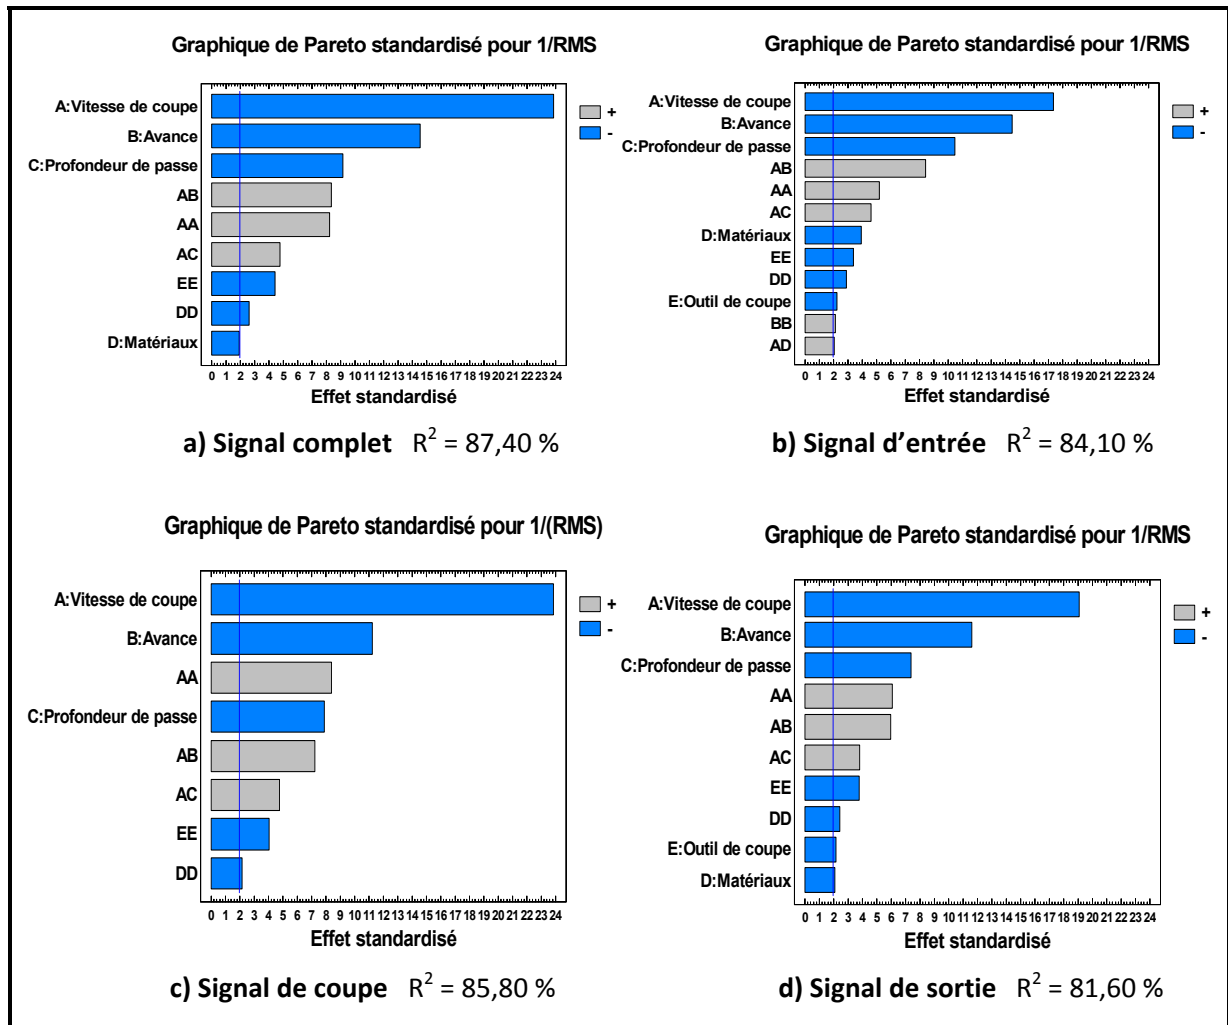 Graphique de Pareto standardisé pour 1/RMS
A:Vitesse de coupe
B:Avance
C:Profondeur de passe
AB
AA
AC
EE
DD
D:Matériaux
+
-
0 1 2 3 4 5 6 7 8 9 10 11 12 13 14 15 16 17 18 19 20 21 22 23 24
Effet standardisé
a) Signal complet R² = 87,40 %
Graphique de Pareto standardisé pour 1/RMS
A:Vitesse de coupe
B:Avance
C:Profondeur de passe
AB
AA
AC
D:Matériaux
EE
DD
E:Outil de coupe
BB
AD
+
-
0 1 2 3 4 5 6 7 8 9 10 11 12 13 14 15 16 17 18 19 20 21 22 23 24
Effet standardisé
b) Signal d’entrée R² = 84,10 %
Graphique de Pareto standardisé pour 1/(RMS)
A:Vitesse de coupe
B:Avance
AA
C:Profondeur de passe
AB
AC
EE
DD
+
-
0 1 2 3 4 5 6 7 8 9 10 11 12 13 14 15 16 17 18 19 20 21 22 23 24
Effet standardisé
c) Signal de coupe R² = 85,80 %
Graphique de Pareto standardisé pour 1/RMS
A:Vitesse de coupe
B:Avance
C:Profondeur de passe
AA
AB
AC
EE
DD
E:Outil de coupe
D:Matériaux
+
-
0 1 2 3 4 5 6 7 8 9 10 11 12 13 14 15 16 17 18 19 20 21 22 23 24
Effet standardisé
d) Signal de sortie R² = 81,60 %